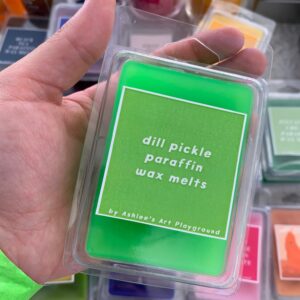 dill pickle
paraffin
wax melts
by Ashlee's Art Playground